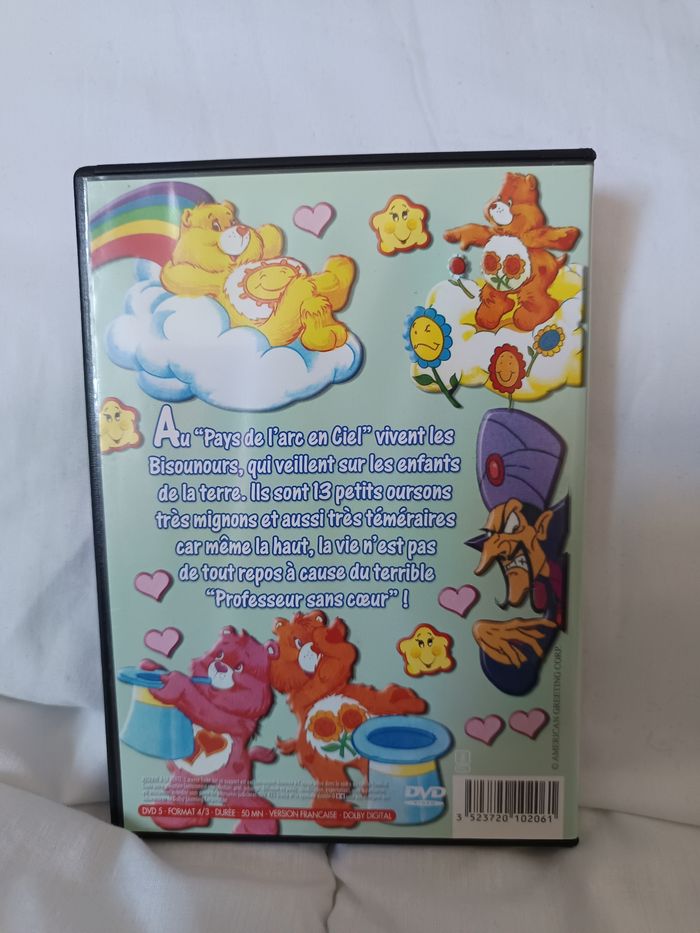 Au "Pays de l'arc en Ciel" vivent les
Bisounours, qui veillent sur les enfants
de la terre. Ils sont 13 petits oursons
très mignons et aussi très téméraires
car même la haut, la vie n'est pas
de tout repos à cause du terrible
"Professeur sans cœur" !
© AMERICAN GREETING CORP.
DVD
VIDEO
DVD 5 - FORMAT 4/3 - DURÉE : 50 MN - VERSION FRANCAISE - DOLBY DIGITAL
3 523720 102061